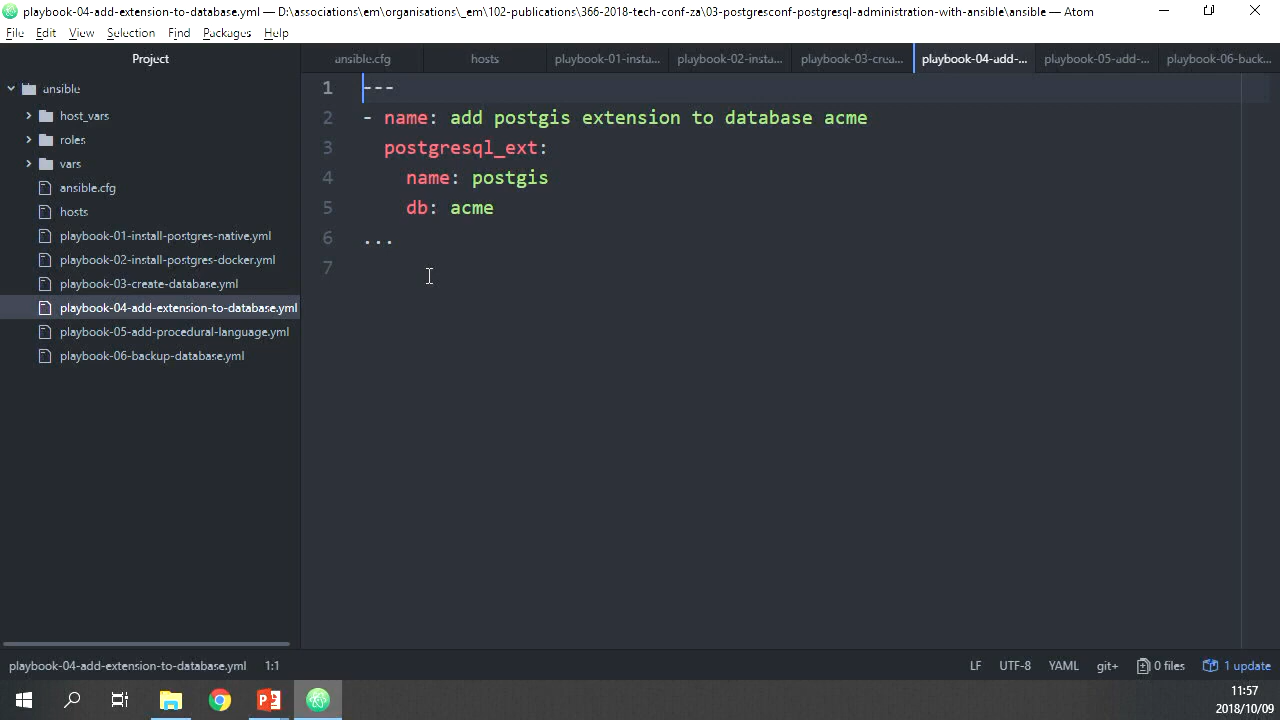 playbook-04-add-extension-to-database.yml — D:\associations\em\organisations\_em\102-publications\366-2018-tech-conf-za\03-postgresconf-postgresql-administration-with-ansible\ansible — Atom
File Edit View Selection Find Packages Help
Project
ansible.cfg hosts playbook-01-insta... playbook-02-insta... playbook-03-crea... playbook-04-add-... playbook-05-add-... playbook-06-back...
ansible
host_vars
roles
vars
ansible.cfg
hosts
playbook-01-install-postgres-native.yml
playbook-02-install-postgres-docker.yml
playbook-03-create-database.yml
playbook-04-add-extension-to-database.yml
playbook-05-add-procedural-language.yml
playbook-06-backup-database.yml
1 ---
2 - name: add postgis extension to database acme
3 postgresql_ext:
4 name: postgis
5 db: acme
6 ...
7
playbook-04-add-extension-to-database.yml 1:1 LF UTF-8 YAML git+ 0 files 1 update
11:57
2018/10/09